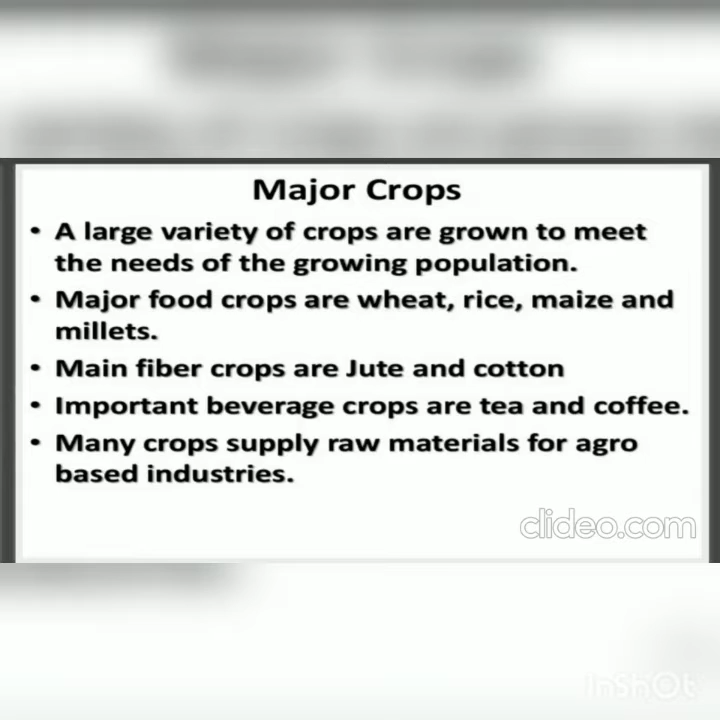 Major Crops
• A large variety of crops are grown to meet
the needs of the growing population.
• Major food crops are wheat, rice, maize and
millets.
• Main fiber crops are Jute and cotton
• Important beverage crops are tea and coffee.
• Many crops supply raw materials for agro
based industries.
clideo.com
InShOt